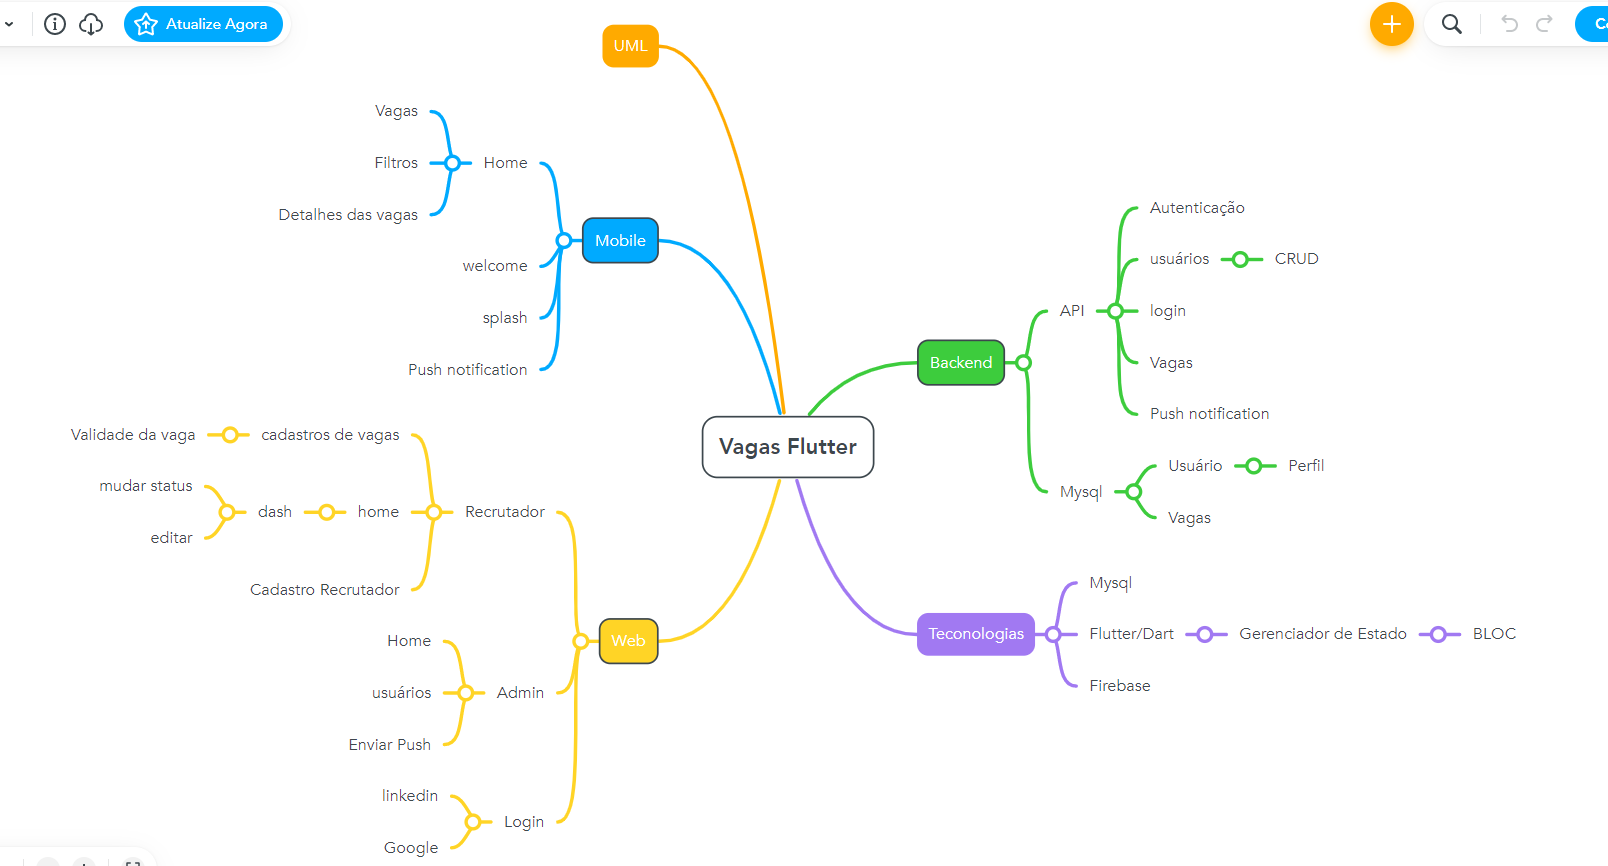 Atualize Agora
UML
Vagas
Filtros
Home
Detalhes das vagas
Mobile
welcome
splash
Push notification
Autenticação
usuários
CRUD
API
login
Backend
Vagas
Push notification
Vagas Flutter
Usuário
Perfil
Mysql
Vagas
Validade da vaga
cadastros de vagas
mudar status
dash
home
Recrutador
editar
Cadastro Recrutador
Mysql
Teconologias
Flutter/Dart
Gerenciador de Estado
BLOC
Firebase
Home
Web
usuários
Admin
Enviar Push
linkedin
Login
Google